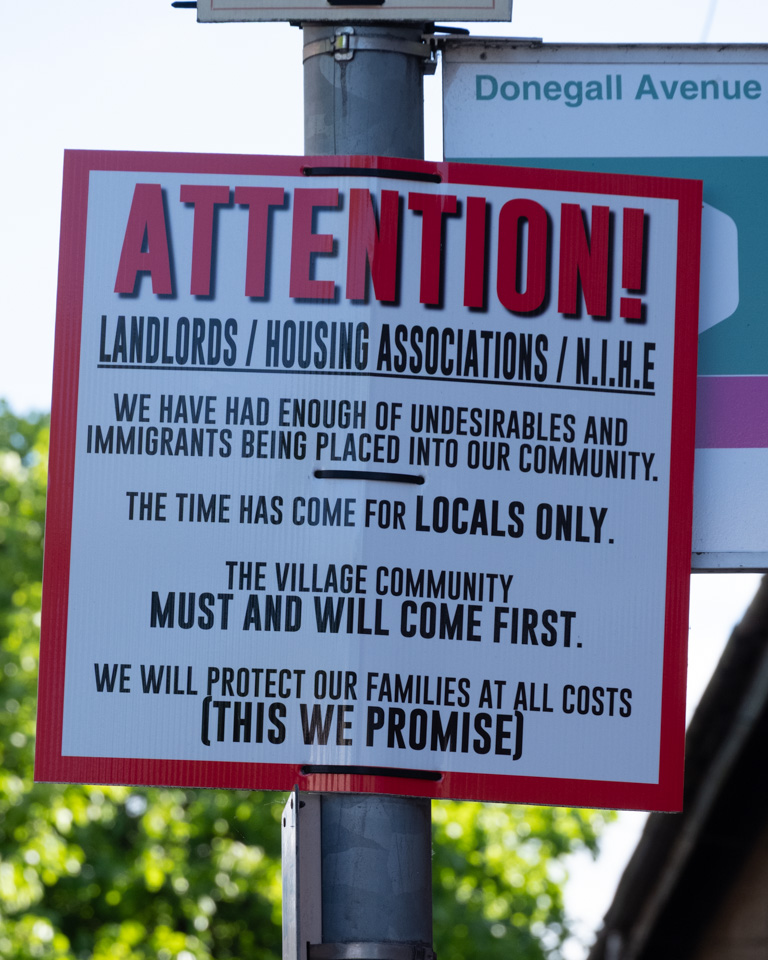 Donegall Avenue
ATTENTION!
LANDLORDS / HOUSING ASSOCIATIONS / N.I.H.E
WE HAVE HAD ENOUGH OF UNDESIRABLES AND
IMMIGRANTS BEING PLACED INTO OUR COMMUNITY.
THE TIME HAS COME FOR LOCALS ONLY.
THE VILLAGE COMMUNITY
MUST AND WILL COME FIRST.
WE WILL PROTECT OUR FAMILIES AT ALL COSTS
(THIS WE PROMISE)